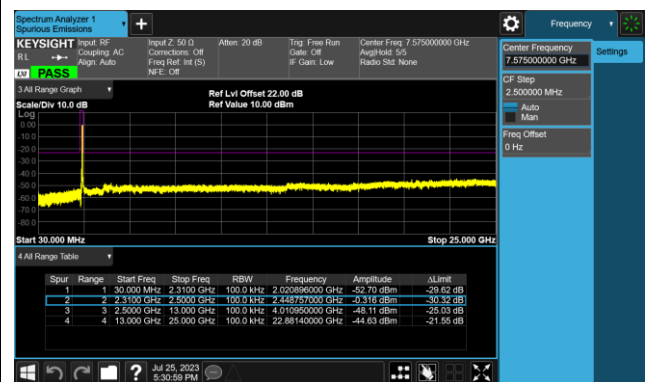 Spectrum Analyzer 1
Spurious Emissions
Frequency
KEYSIGHT
Input: RF
Coupling: AC
Align: Auto
Input Z: 50 Ω
Corrections: Off
Freq Ref: Int (S)
NFE: Off
Atten: 20 dB
Trig: Free Run
Gate: Off
IF Gain: Low
Center Freq: 7.575000000 GHz
Avg|Hold: 5/5
Radio Std: None
R L
LXI
PASS
Center Frequency
7.575000000 GHz
Settings
CF Step
2.500000 MHz
Auto
Man
Freq Offset
0 Hz
3 All Range Graph
Scale/Div 10.0 dB
Ref Lvl Offset 22.00 dB
Ref Value 10.00 dBm
Log
0.00
-10.0
-20.0
-30.0
-40.0
-50.0
-60.0
-70.0
-80.0
Start 30.000 MHz
Stop 25.000 GHz
4 All Range Table
Spur Range Start Freq Stop Freq RBW Frequency Amplitude ΔLimit
1 1 30.000 MHz 2.3100 GHz 100.0 kHz 2.020896000 GHz -52.70 dBm -29.62 dB
2 2 2.3100 GHz 2.5000 GHz 100.0 kHz 2.448757000 GHz -0.316 dBm -30.32 dB
3 3 2.5000 GHz 13.000 GHz 100.0 kHz 4.010950000 GHz -48.11 dBm -25.03 dB
4 4 13.000 GHz 25.000 GHz 100.0 kHz 22.88140000 GHz -44.63 dBm -21.55 dB
Jul 25, 2023
5:30:59 PM